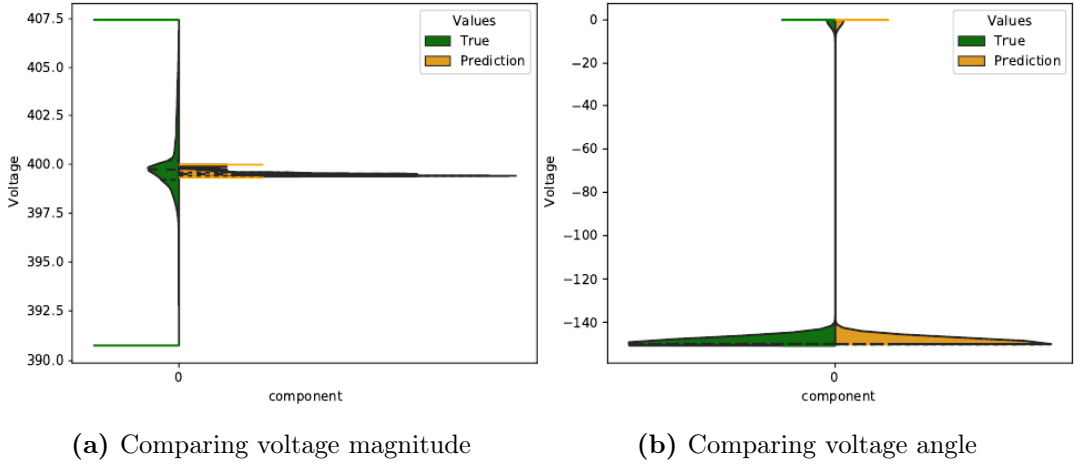 407.5
405.0
402.5
400.0
397.5
395.0
392.5
390.0
Voltage
0
component
Values
True
Prediction
0
−20
−40
−60
−80
−100
−120
−140
Voltage
0
component
Values
True
Prediction
(a) Comparing voltage magnitude
(b) Comparing voltage angle